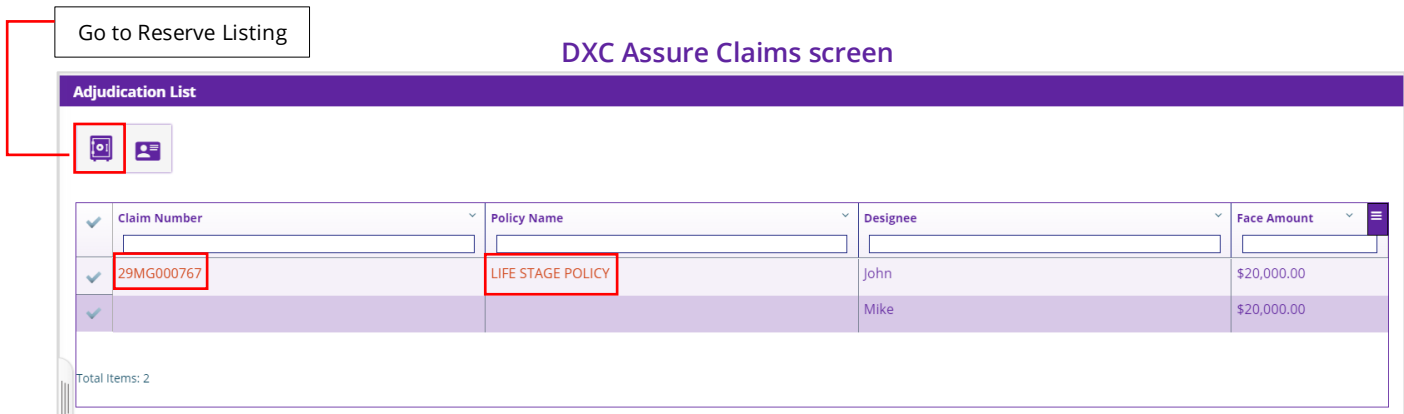 Go to Reserve Listing
DXC Assure Claims screen
Adjudication List
Claim Number Policy Name Designee Face Amount
29MG000767 LIFE STAGE POLICY John $20,000.00
Mike $20,000.00
Total Items: 2